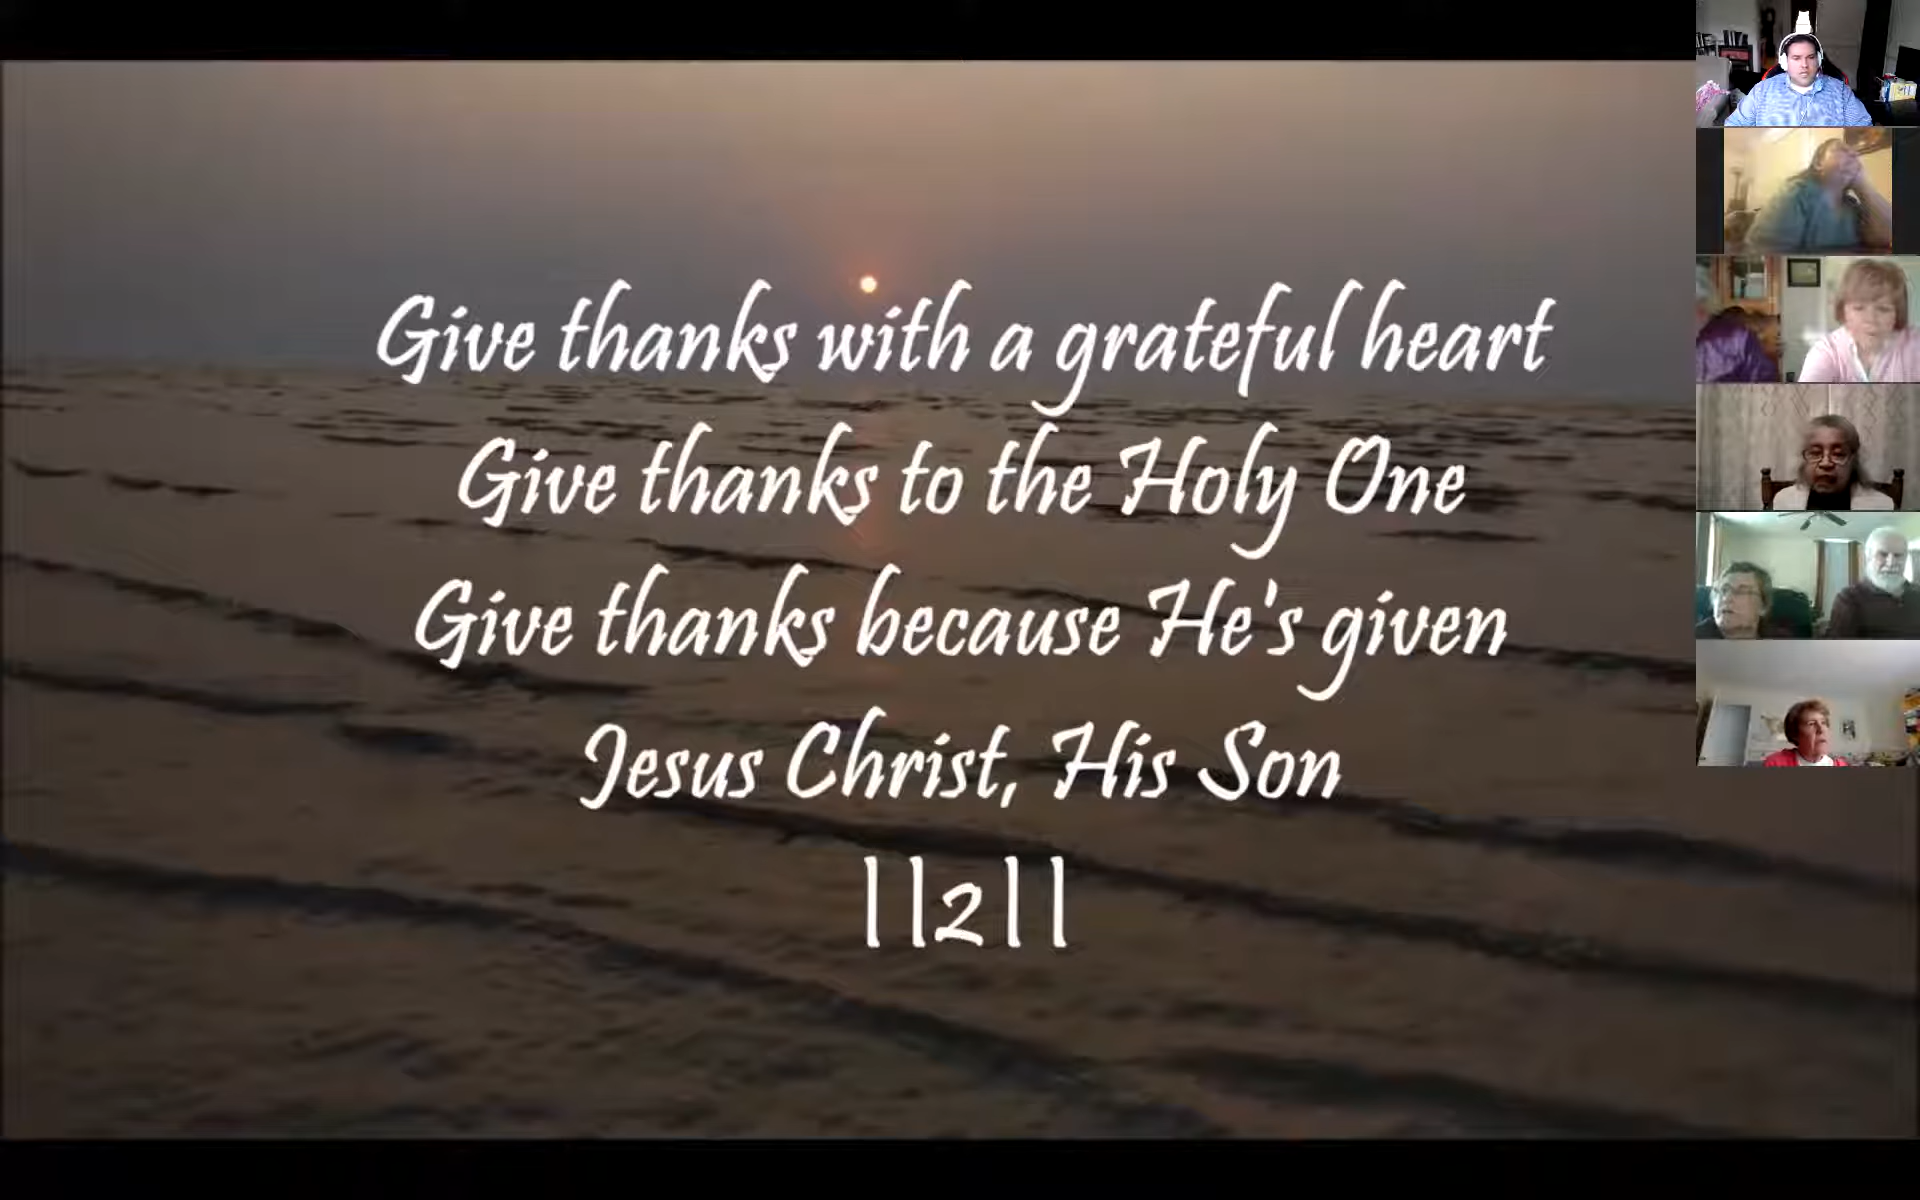 Give thanks with a grateful heart
Give thanks to the Holy One
Give thanks because He's given
Jesus Christ, His Son
||2||